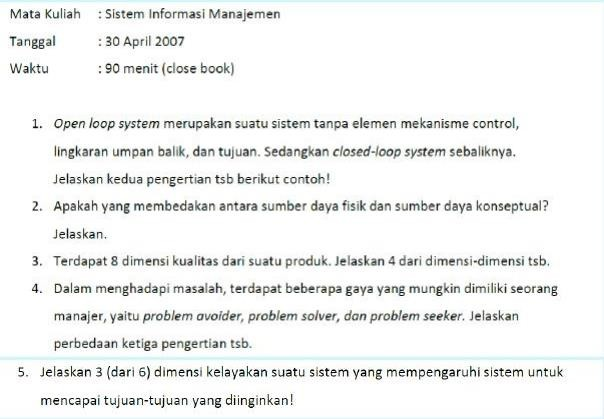 Mata Kuliah : Sistem Informasi Manajemen
Tanggal : 30 April 2007
Waktu : 90 menit (close book)
1. Open loop system merupakan suatu sistem tanpa elemen mekanisme control,
lingkaran umpan balik, dan tujuan. Sedangkan closed-loop system sebaliknya.
Jelaskan kedua pengertian tsb berikut contoh!
2. Apakah yang membedakan antara sumber daya fisik dan sumber daya konseptual?
Jelaskan.
3. Terdapat 8 dimensi kualitas dari suatu produk. Jelaskan 4 dari dimensi-dimensi tsb.
4. Dalam menghadapi masalah, terdapat beberapa gaya yang mungkin dimiliki seorang
manajer, yaitu problem avoider, problem solver, dan problem seeker. Jelaskan
perbedaan ketiga pengertian tsb.
5. Jelaskan 3 (dari 6) dimensi kelayakan suatu sistem yang mempengaruhi sistem untuk
mencapai tujuan-tujuan yang diinginkan!